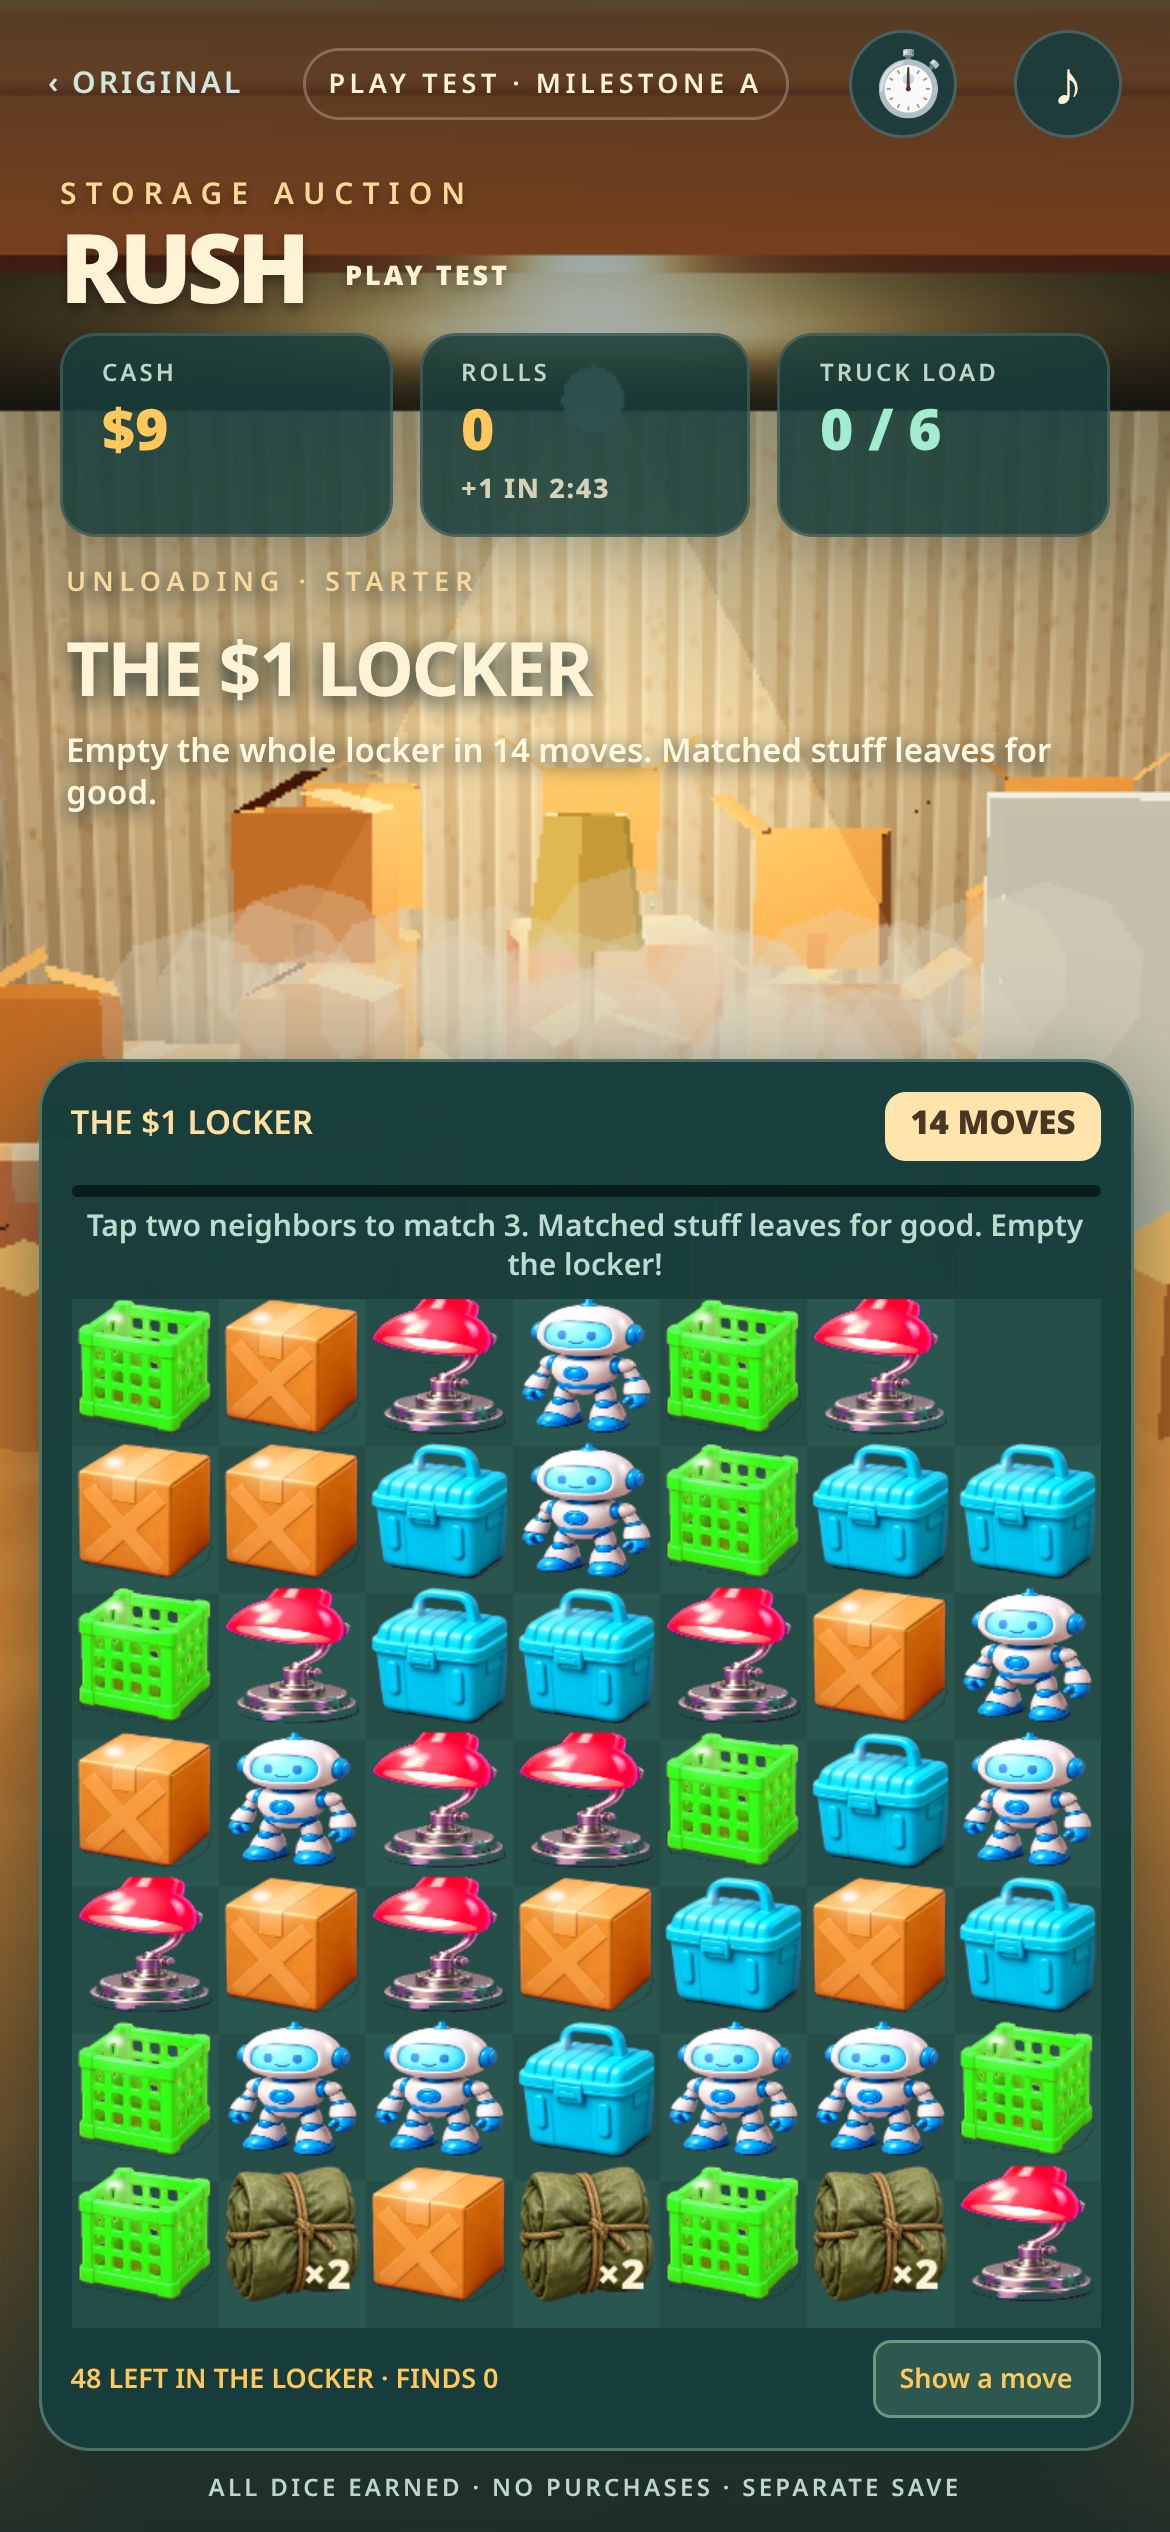 ‹ ORIGINAL
PLAY TEST · MILESTONE A
♪
STORAGE AUCTION
RUSH PLAY TEST
CASH
$9
ROLLS
0
+1 IN 2:43
TRUCK LOAD
0 / 6
UNLOADING · STARTER
THE $1 LOCKER
Empty the whole locker in 14 moves. Matched stuff leaves for
good.
THE $1 LOCKER
14 MOVES
Tap two neighbors to match 3. Matched stuff leaves for good. Empty
the locker!
×2
×2
×2
48 LEFT IN THE LOCKER · FINDS 0
Show a move
ALL DICE EARNED · NO PURCHASES · SEPARATE SAVE